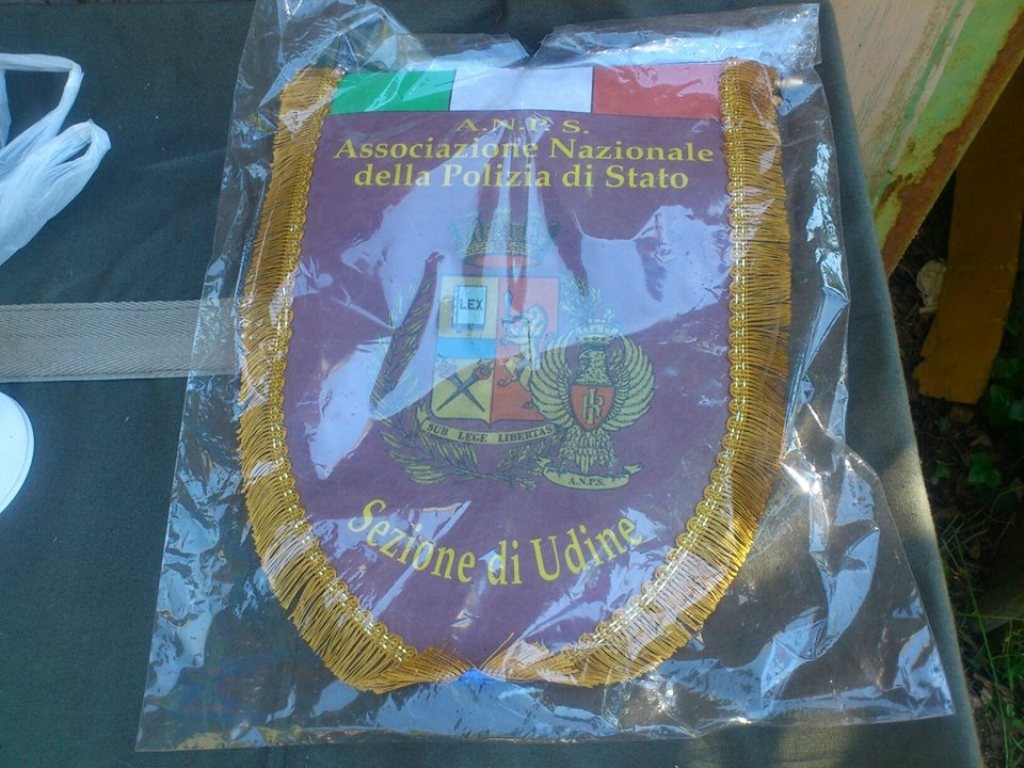 A.N.P.S.
Associazione Nazionale
della Polizia di Stato
LEX
SUB LEGE LIBERTAS
A.N.P.S.
Sezione di Udine